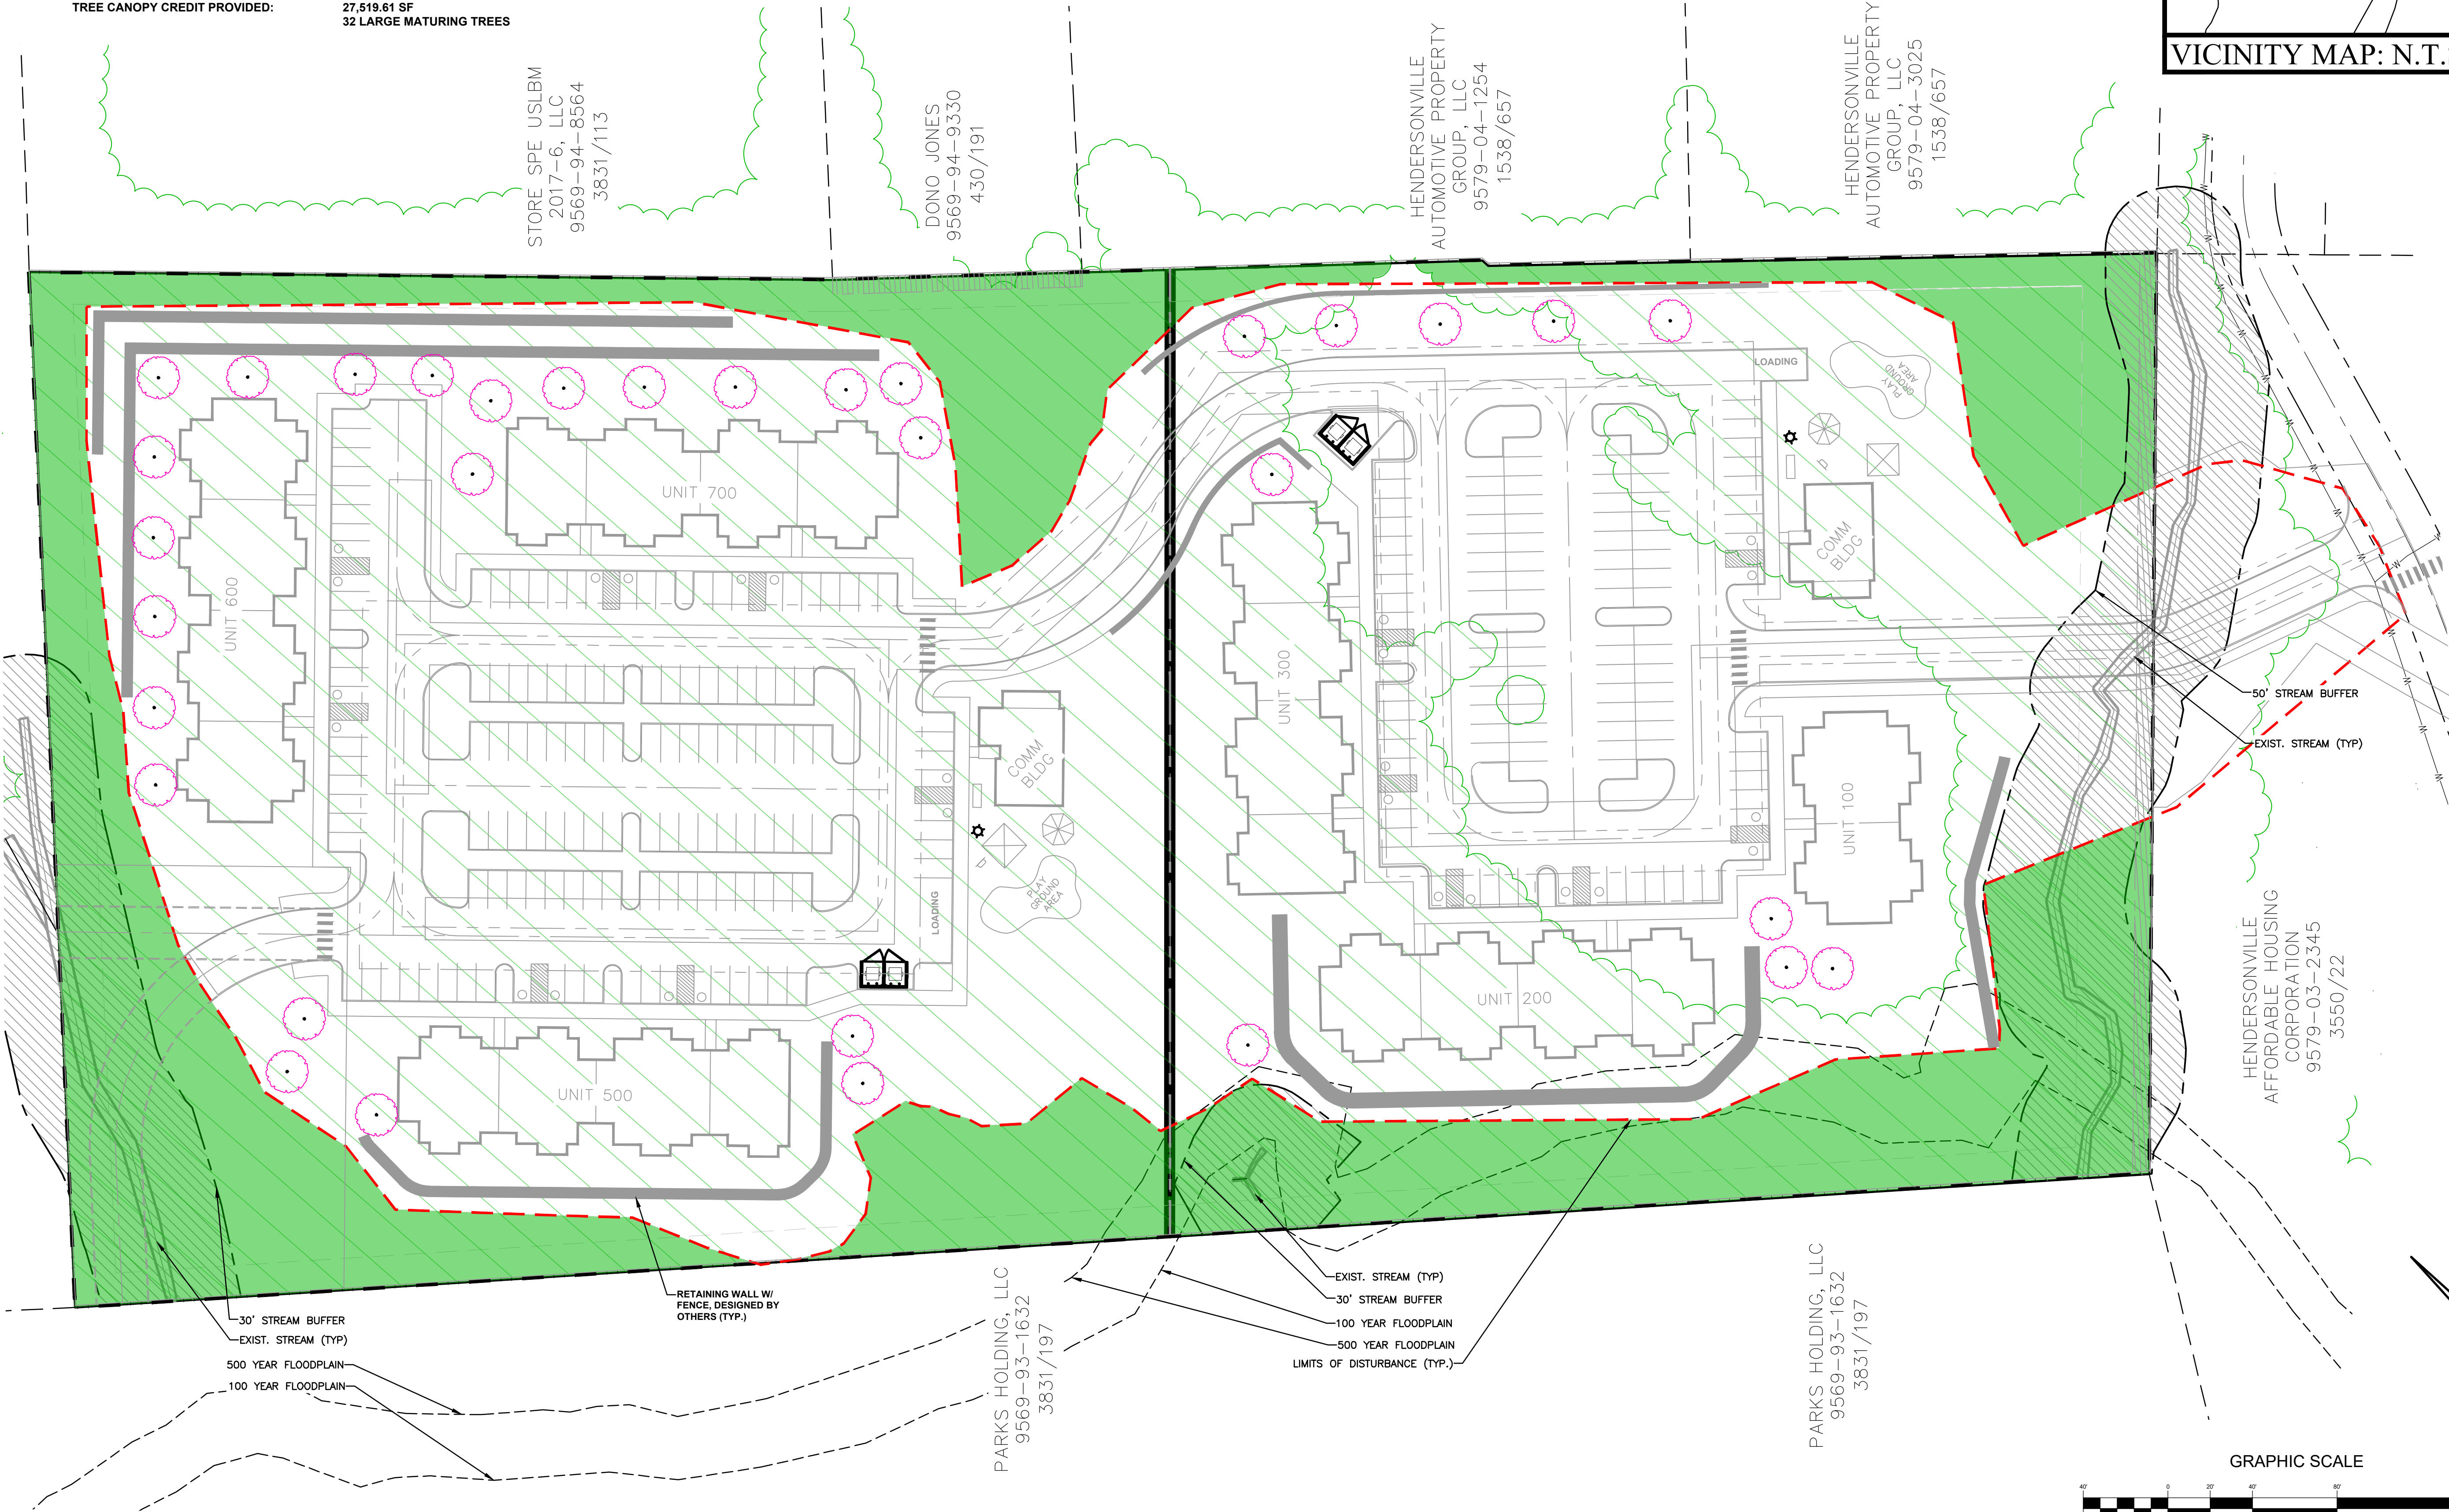 TREE CANOPY CREDIT PROVIDED: 27,519.61 SF
32 LARGE MATURING TREES
VICINITY MAP: N.T.
STORE SPE USLBM
2017-6, LLC
9569-94-8564
3831/113
DONO JONES
9569-94-9330
430/191
HENDERSONVILLE
AUTOMOTIVE PROPERTY
GROUP, LLC
9579-04-1254
1538/657
HENDERSONVILLE
AUTOMOTIVE PROPERTY
GROUP, LLC
9579-04-3025
1538/657
W
W
W
W
W
W
W
W
W
W
W
W
W
W
LOADING
PLAY
GROUND
AREA
COMM
BLDG
UNIT 700
UNIT 600
UNIT 300
COMM
BLDG
UNIT 100
PLAY
GROUND
AREA
LOADING
UNIT 200
UNIT 500
50' STREAM BUFFER
EXIST. STREAM (TYP)
HENDERSONVILLE
AFFORDABLE HOUSING
CORPORATION
9579-03-2345
3550/22
RETAINING WALL W/
FENCE, DESIGNED BY
OTHERS (TYP.)
30' STREAM BUFFER
EXIST. STREAM (TYP)
500 YEAR FLOODPLAIN
100 YEAR FLOODPLAIN
PARKS HOLDING, LLC
9569-93-1632
3831/197
EXIST. STREAM (TYP)
30' STREAM BUFFER
100 YEAR FLOODPLAIN
500 YEAR FLOODPLAIN
LIMITS OF DISTURBANCE (TYP.)
PARKS HOLDING, LLC
9569-93-1632
3831/197
GRAPHIC SCALE
40' 0 20' 40' 80'